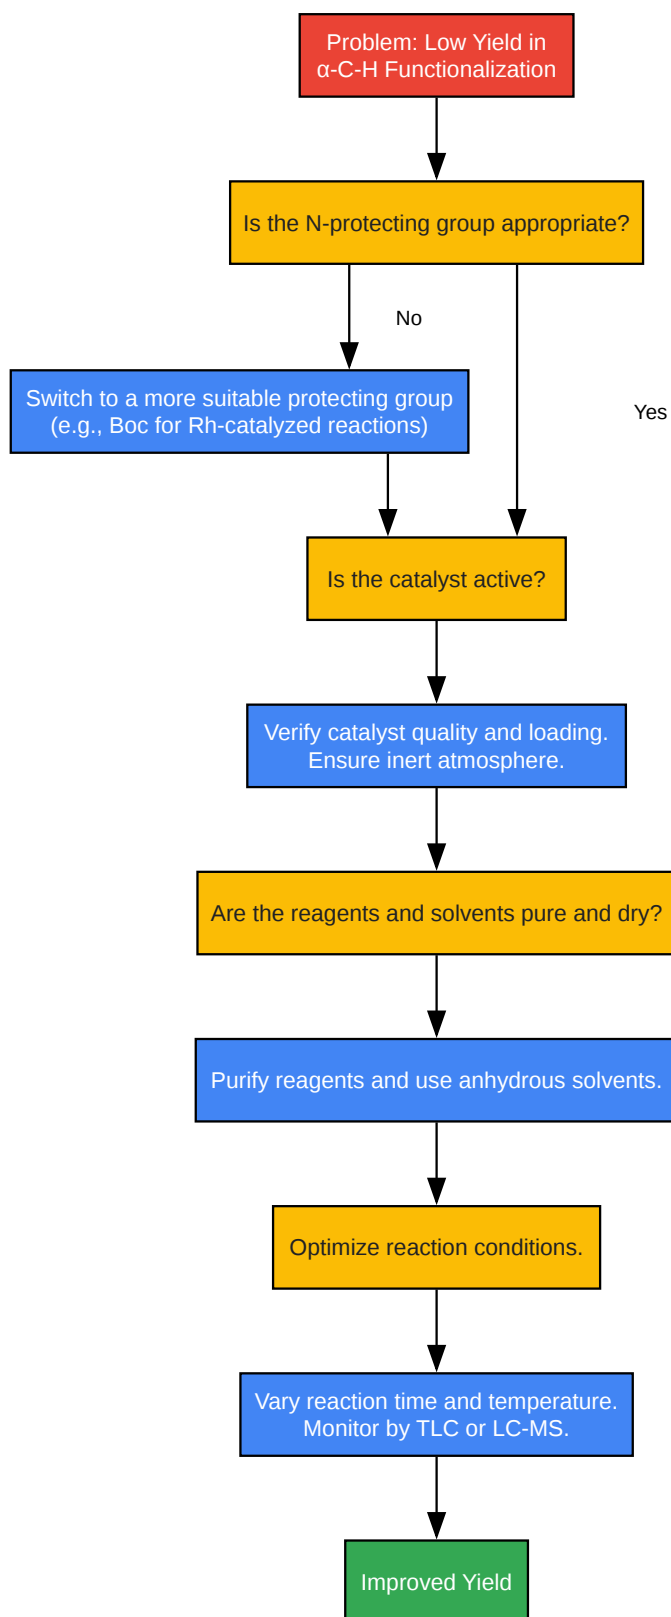 Problem: Low Yield in
α-C-H Functionalization
Is the N-protecting group appropriate?
No
Switch to a more suitable protecting group
(e.g., Boc for Rh-catalyzed reactions)
Yes
Is the catalyst active?
Verify catalyst quality and loading.
Ensure inert atmosphere.
Are the reagents and solvents pure and dry?
Purify reagents and use anhydrous solvents.
Optimize reaction conditions.
Vary reaction time and temperature.
Monitor by TLC or LC-MS.
Improved Yield